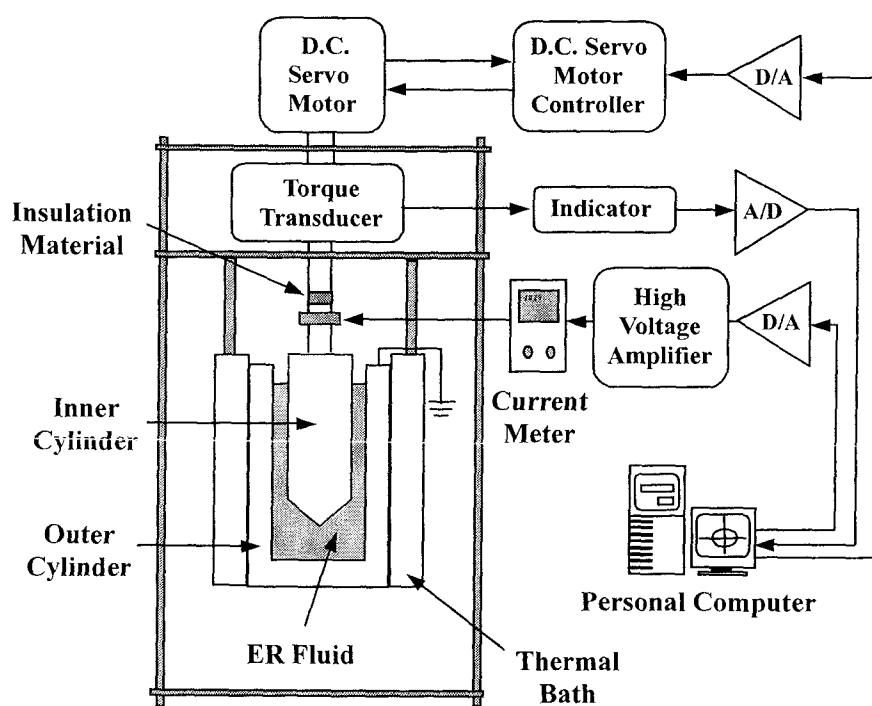 D.C.
Servo
Motor
D.C. Servo
Motor
Controller
D/A
Torque
Transducer
Indicator
A/D
Insulation
Material
High
Voltage
Amplifier
D/A
Current
Meter
Inner
Cylinder
Outer
Cylinder
Personal Computer
ER Fluid
Thermal
Bath